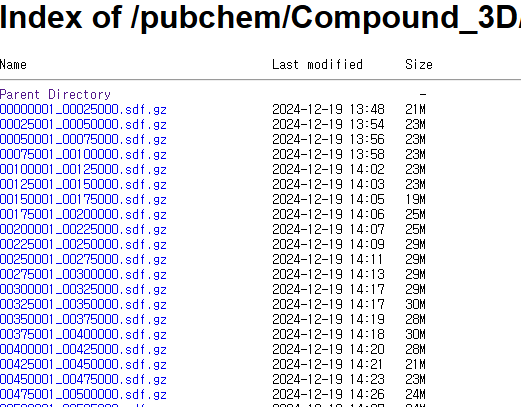 Index of /pubchem/Compound_3D
Name Last modified Size
Parent Directory -
00000001_00025000.sdf.gz 2024-12-19 13:48 21M
00025001_00050000.sdf.gz 2024-12-19 13:54 23M
00050001_00075000.sdf.gz 2024-12-19 13:56 23M
00075001_00100000.sdf.gz 2024-12-19 13:58 23M
00100001_00125000.sdf.gz 2024-12-19 14:02 23M
00125001_00150000.sdf.gz 2024-12-19 14:03 23M
00150001_00175000.sdf.gz 2024-12-19 14:05 19M
00175001_00200000.sdf.gz 2024-12-19 14:06 25M
00200001_00225000.sdf.gz 2024-12-19 14:07 25M
00225001_00250000.sdf.gz 2024-12-19 14:09 29M
00250001_00275000.sdf.gz 2024-12-19 14:11 29M
00275001_00300000.sdf.gz 2024-12-19 14:13 29M
00300001_00325000.sdf.gz 2024-12-19 14:17 29M
00325001_00350000.sdf.gz 2024-12-19 14:17 30M
00350001_00375000.sdf.gz 2024-12-19 14:19 28M
00375001_00400000.sdf.gz 2024-12-19 14:18 30M
00400001_00425000.sdf.gz 2024-12-19 14:20 28M
00425001_00450000.sdf.gz 2024-12-19 14:21 21M
00450001_00475000.sdf.gz 2024-12-19 14:23 23M
00475001_00500000.sdf.gz 2024-12-19 14:26 24M